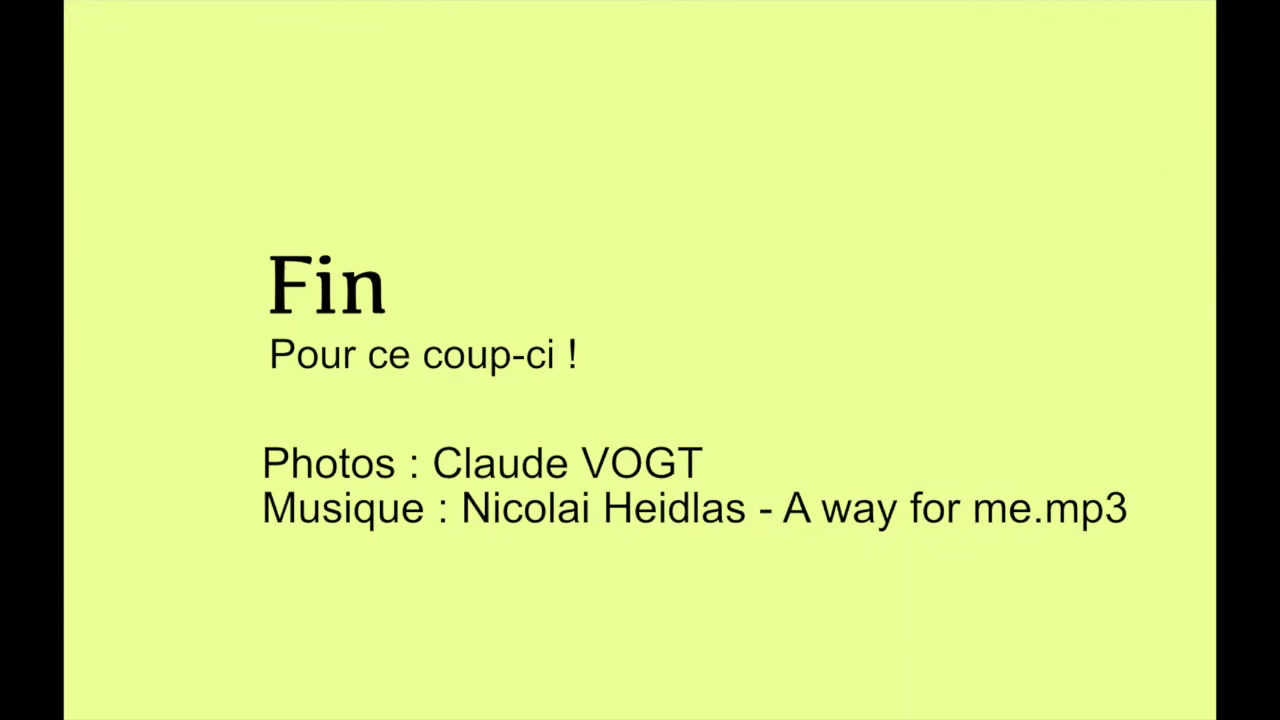 Fin
Pour ce coup-ci !
Photos : Claude VOGT
Musique : Nicolai Heidlas - A way for me.mp3